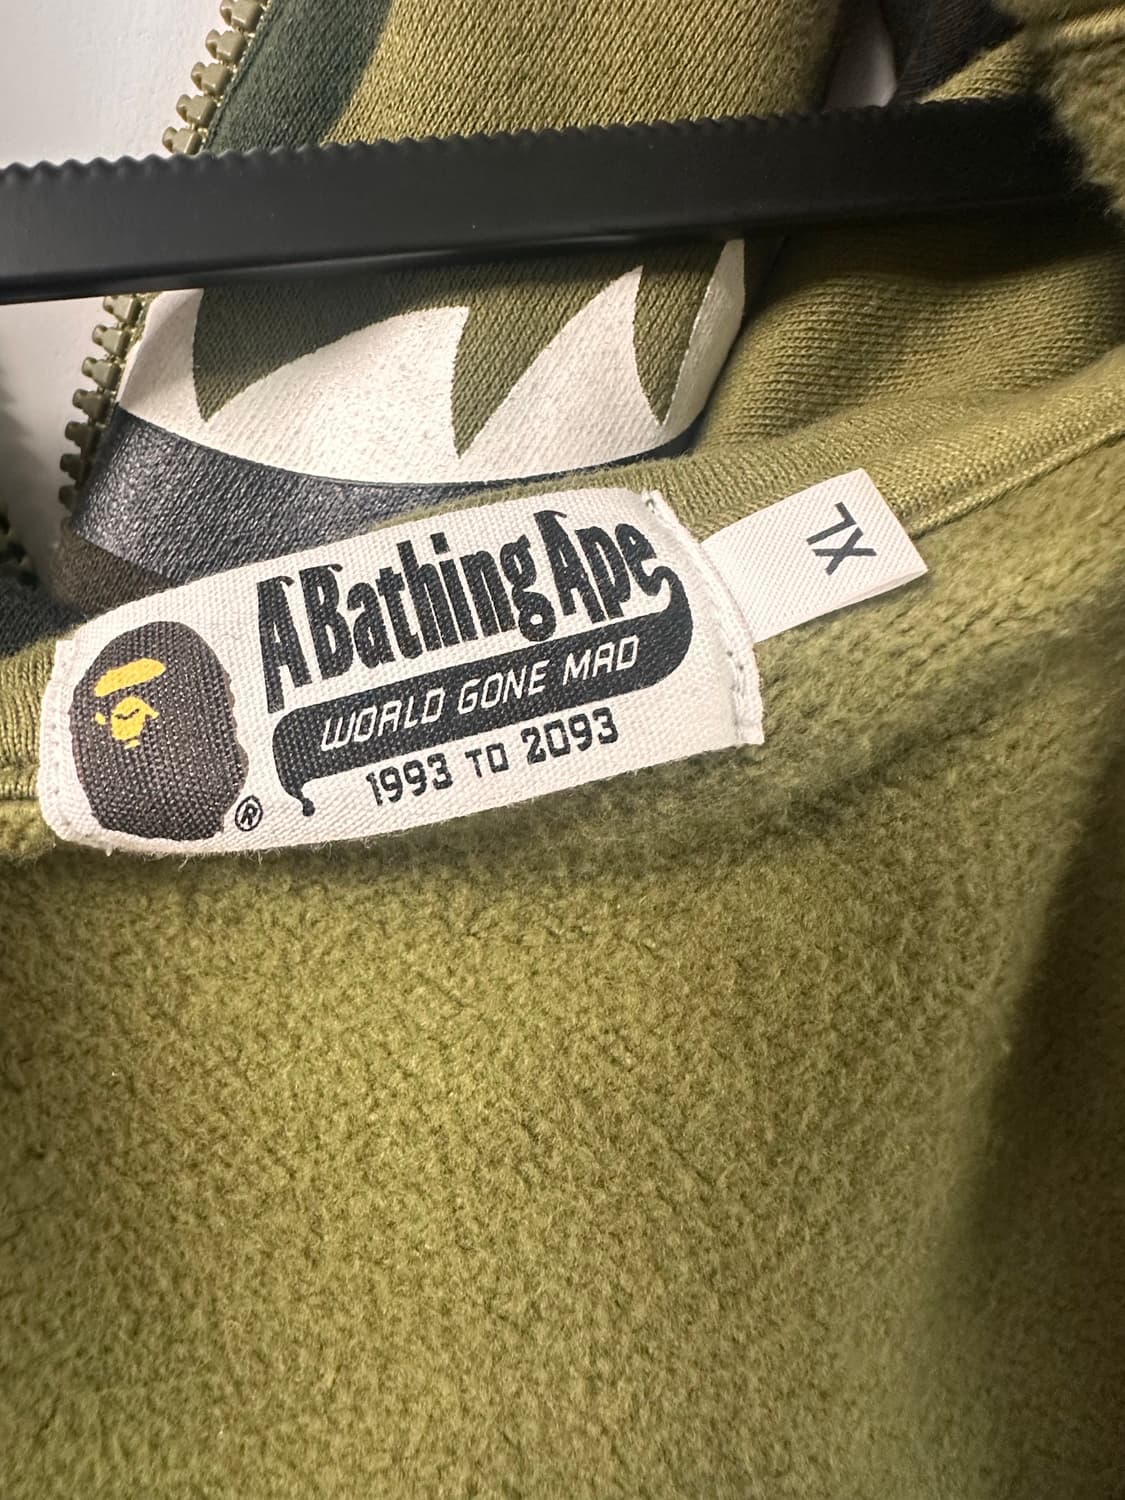 A Bathing Ape
WORLD GONE MAD
1993 TO 2093
®
XL